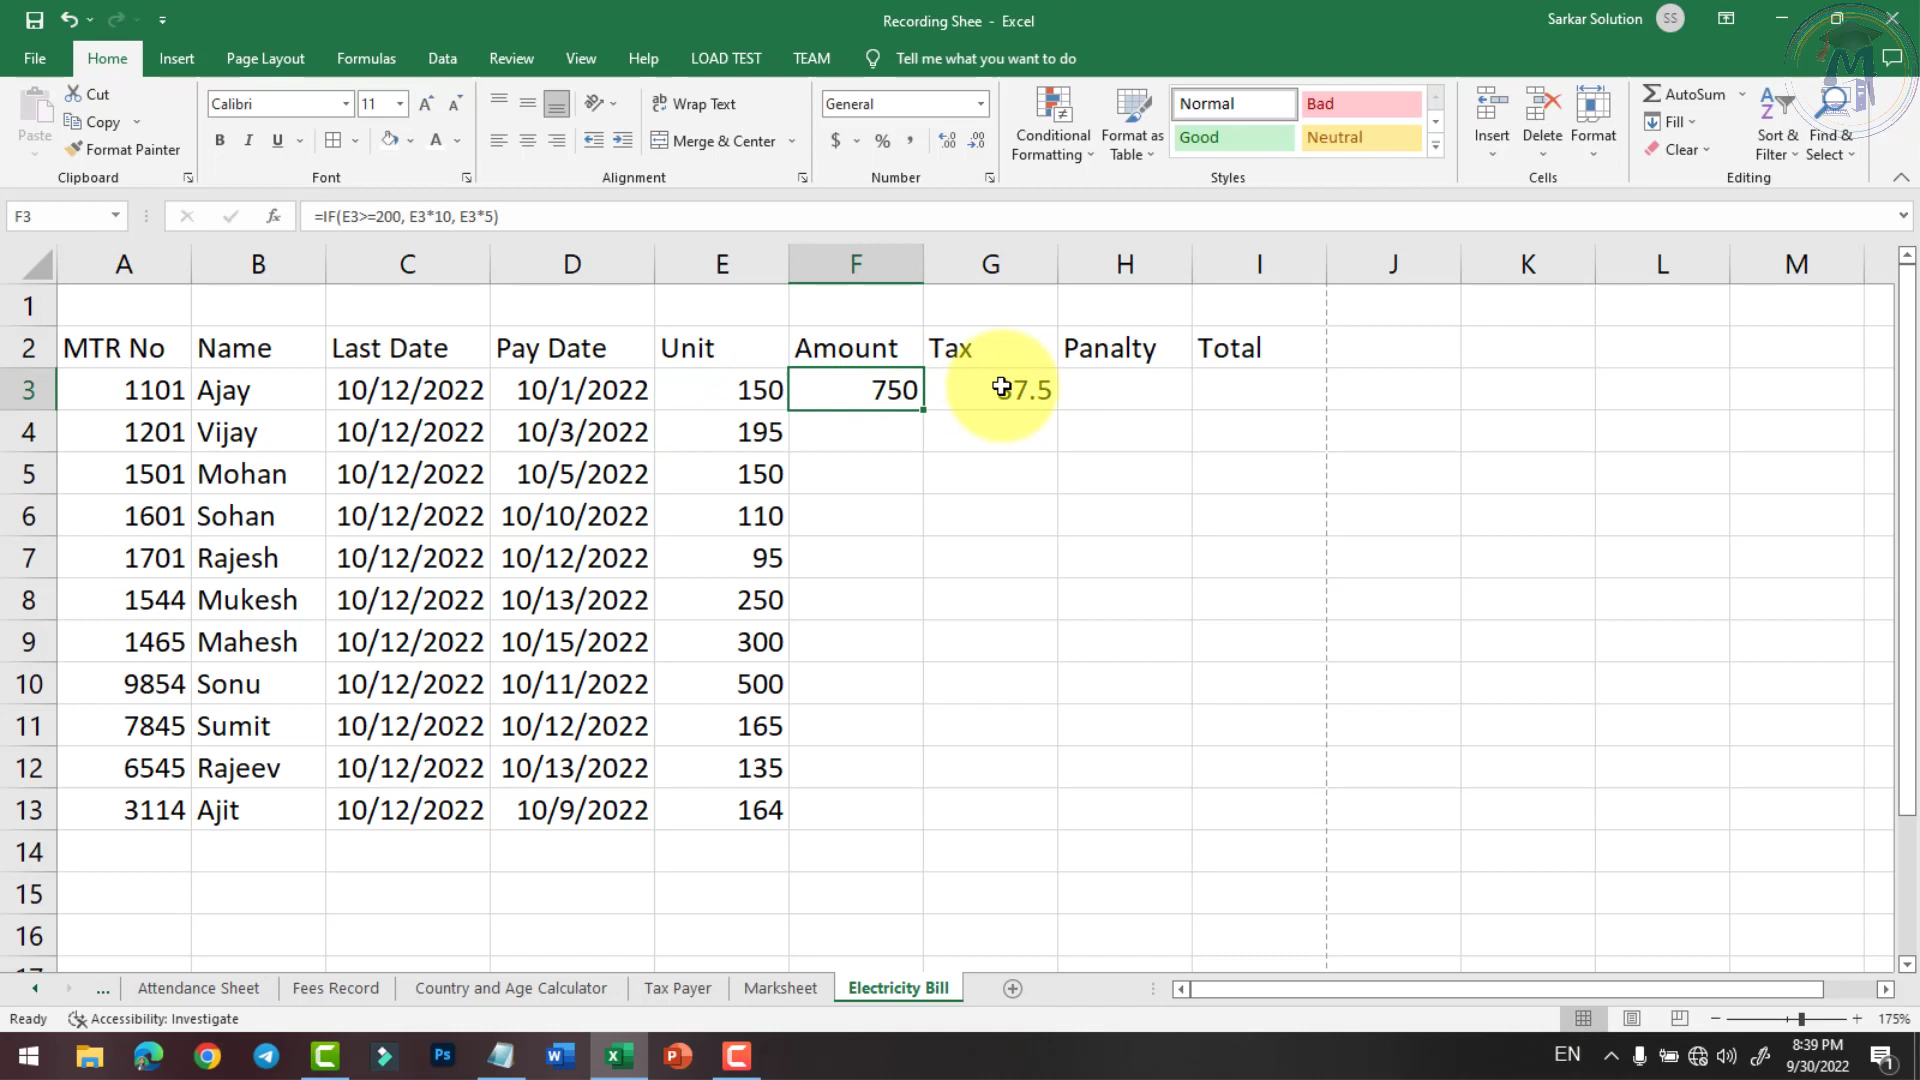 Recording Shee - Excel
Sarkar Solution SS
File Home Insert Page Layout Formulas Data Review View Help LOAD TEST TEAM Tell me what you want to do
Paste Cut Copy Format Painter Clipboard
Calibri 11 B I U A Font
Wrap Text Merge & Center Alignment
General $ % , Number
Conditional Formatting Format as Table Normal Bad Good Neutral Styles
Insert Delete Format Cells
AutoSum Fill Clear Sort & Filter Find & Select Editing
F3 fx =IF(E3>=200, E3*10, E3*5)
A B C D E F G H I J K L M
1
2 MTR No Name Last Date Pay Date Unit Amount Tax Panalty Total
3 1101 Ajay 10/12/2022 10/1/2022 150 750 37.5
4 1201 Vijay 10/12/2022 10/3/2022 195
5 1501 Mohan 10/12/2022 10/5/2022 150
6 1601 Sohan 10/12/2022 10/10/2022 110
7 1701 Rajesh 10/12/2022 10/12/2022 95
8 1544 Mukesh 10/12/2022 10/13/2022 250
9 1465 Mahesh 10/12/2022 10/15/2022 300
10 9854 Sonu 10/12/2022 10/11/2022 500
11 7845 Sumit 10/12/2022 10/12/2022 165
12 6545 Rajeev 10/12/2022 10/13/2022 135
13 3114 Ajit 10/12/2022 10/9/2022 164
14
15
16
17
... Attendance Sheet Fees Record Country and Age Calculator Tax Payer Marksheet Electricity Bill
Ready Accessibility: Investigate 175%
EN 8:39 PM
9/30/2022 1